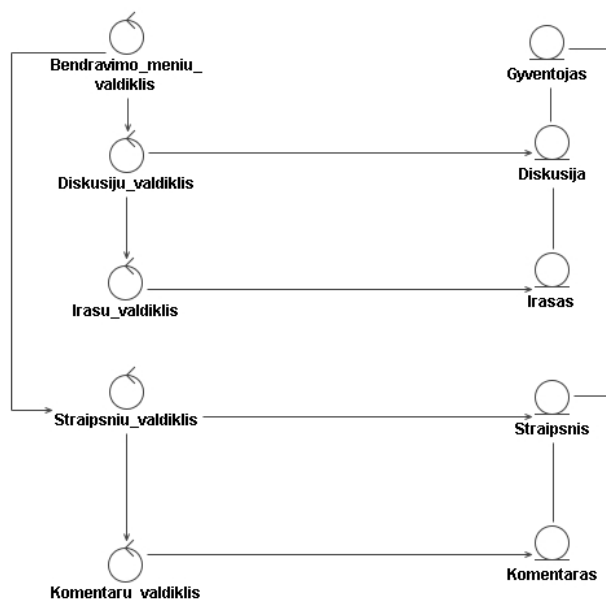 Bendravimo_meniu_
valdiklis
Gyventojas
Diskusiju_valdiklis
Diskusija
Irasu_valdiklis
Irasas
Straipsniu_valdiklis
Straipsnis
Komentaru_valdiklis
Komentaras